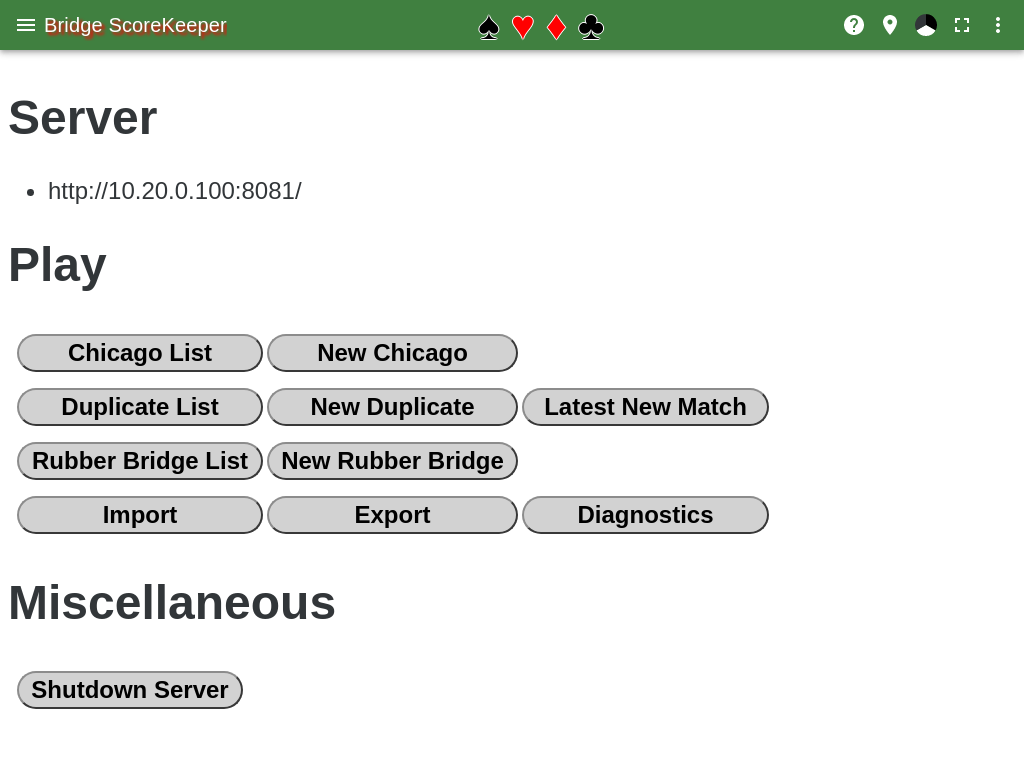 Bridge ScoreKeeper
Server
http://10.20.0.100:8081/
Play
Chicago List New Chicago
Duplicate List New Duplicate Latest New Match
Rubber Bridge List New Rubber Bridge
Import Export Diagnostics
Miscellaneous
Shutdown Server